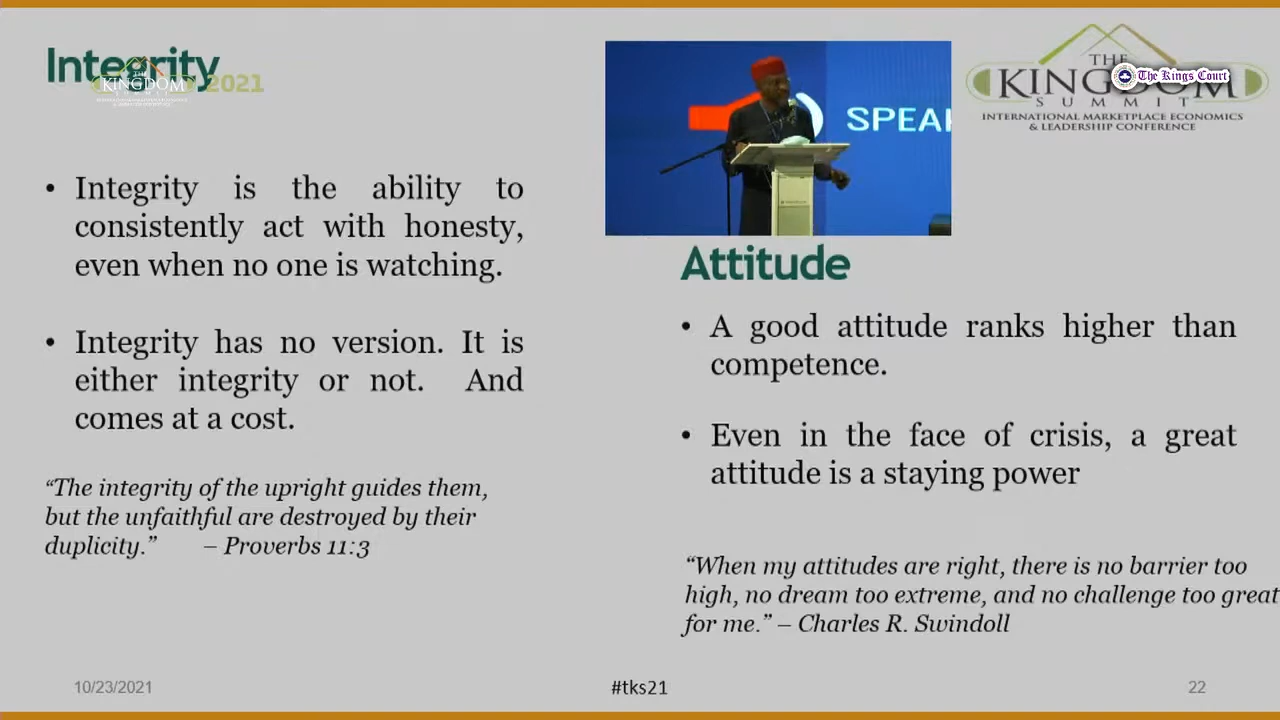 Integrity
THE
KINGDOM 2021
• Integrity is the ability to
consistently act with honesty,
even when no one is watching.
• Integrity has no version. It is
either integrity or not. And
comes at a cost.
“The integrity of the upright guides them,
but the unfaithful are destroyed by their
duplicity.” – Proverbs 11:3
SPEA
THE
KINGDOM
The Kings Court
SUMMIT
INTERNATIONAL MARKETPLACE ECONOMICS
& LEADERSHIP CONFERENCE
Attitude
• A good attitude ranks higher than
competence.
• Even in the face of crisis, a great
attitude is a staying power
“When my attitudes are right, there is no barrier too
high, no dream too extreme, and no challenge too great
for me.” – Charles R. Swindoll
10/23/2021
#tks21
22